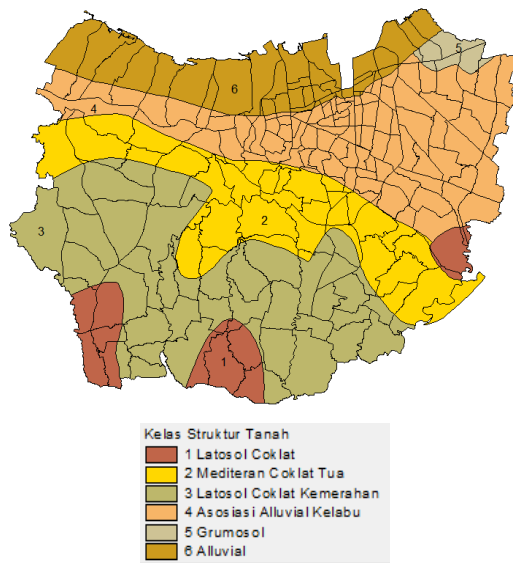 5
6
4
2
3
1
Kelas Struktur Tanah
1 Latosol Coklat
2 Mediteran Coklat Tua
3 Latosol Coklat Kemerahan
4 Asosiasi Alluvial Kelabu
5 Grumosol
6 Alluvial